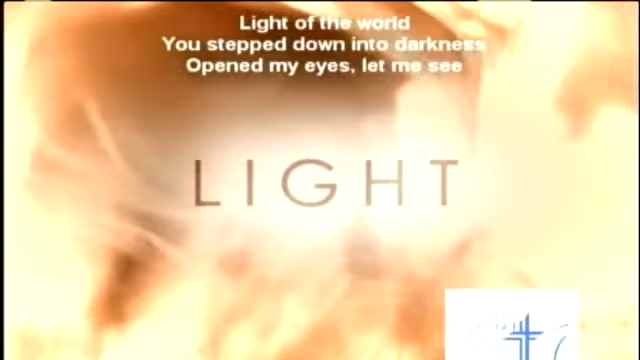 Light of the world
You stepped down into darkness
Opened my eyes, let me see
LIGHT